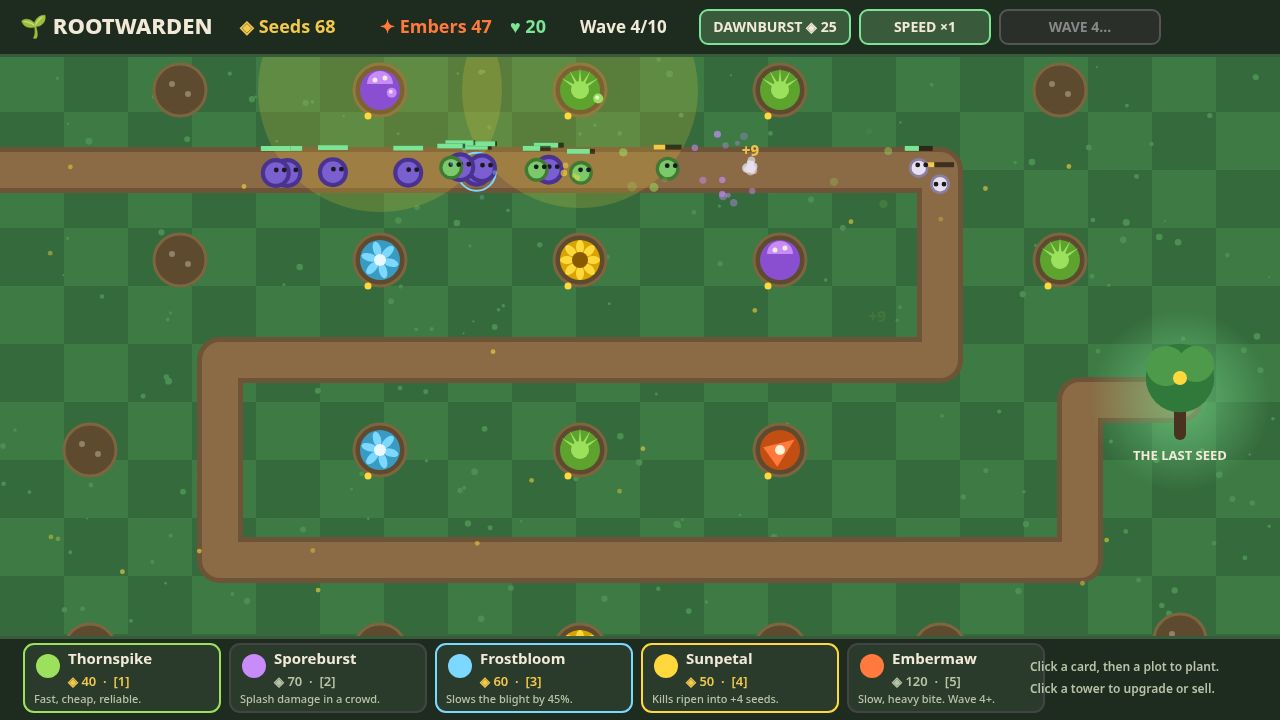 🌱 ROOTWARDEN
◈ Seeds 68
✦ Embers 47
♥ 20
Wave 4/10
DAWNBURST ◈ 25
SPEED ×1
WAVE 4…
+9
+9
THE LAST SEED
Thornspike
◈ 40 · [1]
Fast, cheap, reliable.
Sporeburst
◈ 70 · [2]
Splash damage in a crowd.
Frostbloom
◈ 60 · [3]
Slows the blight by 45%.
Sunpetal
◈ 50 · [4]
Kills ripen into +4 seeds.
Embermaw
◈ 120 · [5]
Slow, heavy bite. Wave 4+.
Click a card, then a plot to plant.
Click a tower to upgrade or sell.